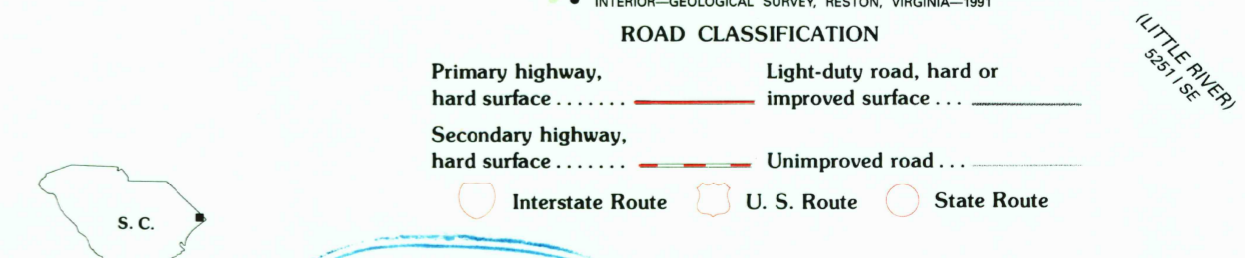 INTERIOR—GEOLOGICAL SURVEY, RESTON, VIRGINIA—1991
ROAD CLASSIFICATION
Primary highway,
hard surface .......
Light-duty road, hard or
improved surface ...
Secondary highway,
hard surface .......
Unimproved road ...
Interstate Route
U. S. Route
State Route
(LITTLE RIVER)
5251 I SE
S. C.